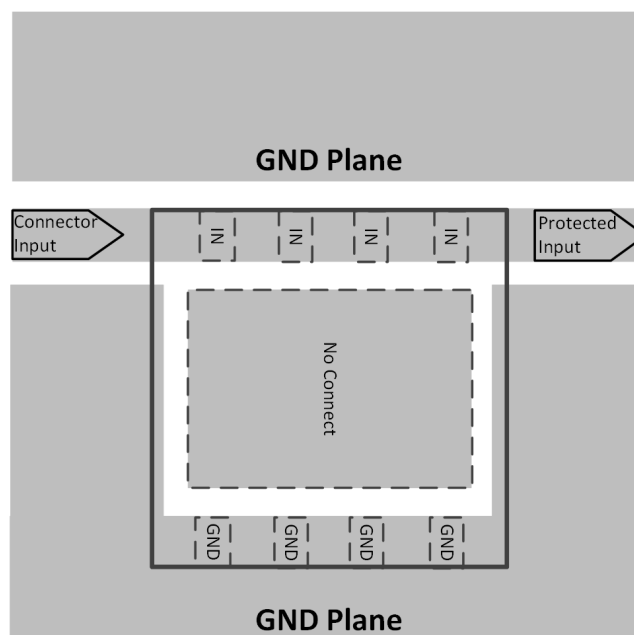 GND Plane
Connector
Input
IN
IN
IN
IN
Protected
Input
No Connect
GND
GND
GND
GND
GND Plane